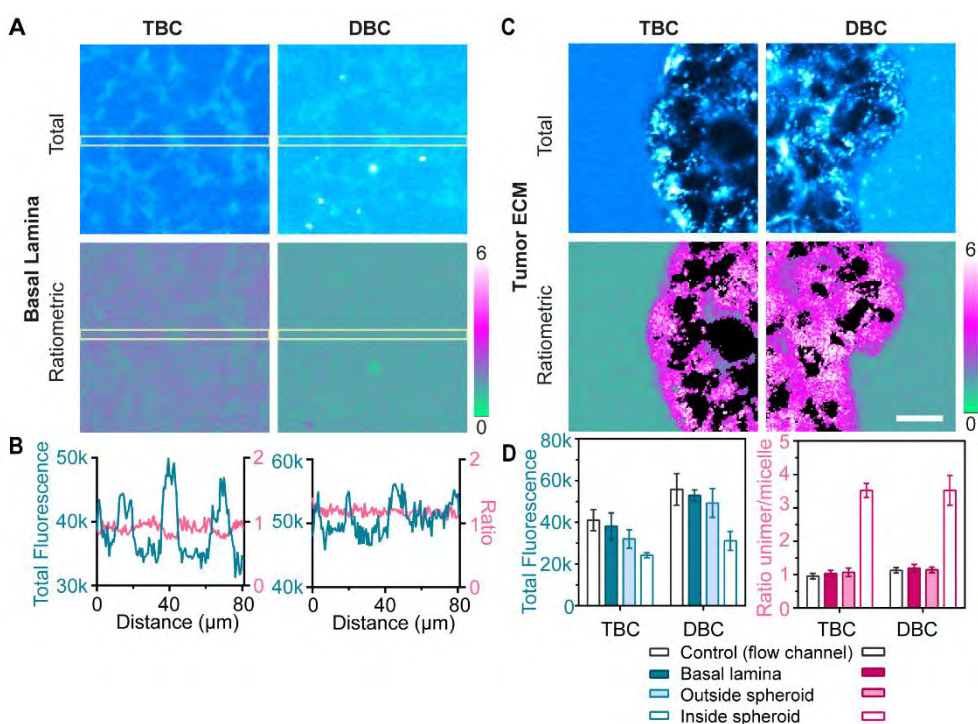 A
TBC
DBC
Basal Lamina
Total
Ratiometric
6
0
C
TBC
DBC
Tumor ECM
Total
Ratiometric
6
0
B
Total Fluorescence
50k
40k
30k
2
1
0
0
40
80
Distance (µm)
60k
50k
40k
2
1
0
Ratio
0
40
80
Distance (µm)
D
Total Fluorescence
80k
60k
40k
20k
0
TBC
DBC
Ratio unimer/micelle
5
4
3
2
1
0
TBC
DBC
Control (flow channel)
Basal lamina
Outside spheroid
Inside spheroid